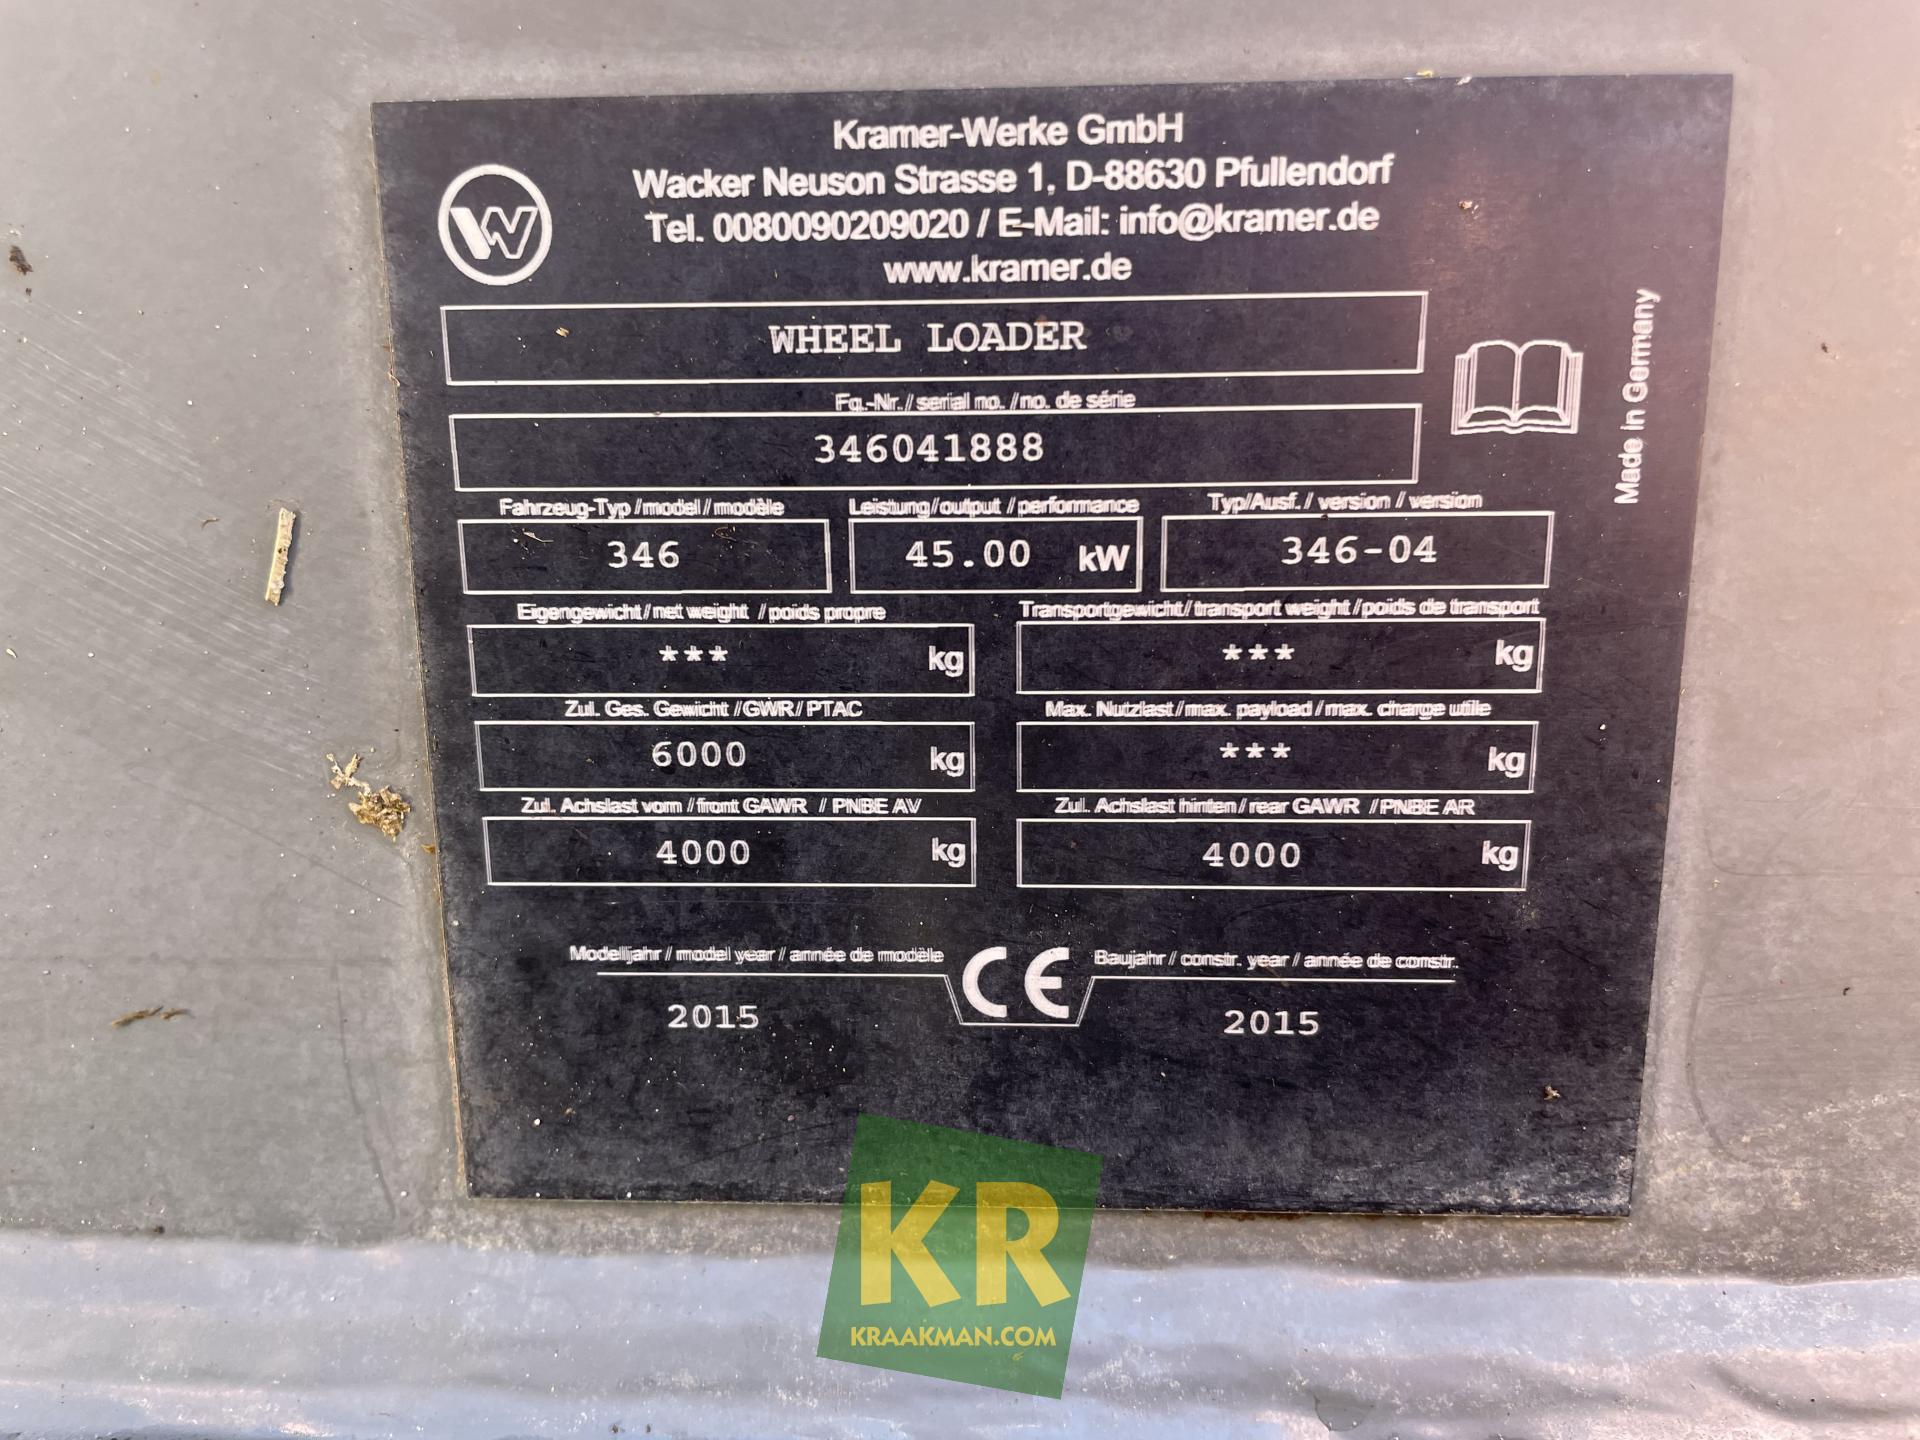 Kramer-Werke GmbH
Wacker Neuson Strasse 1, D-88630 Pfullendorf
Tel. 0080090209020 / E-Mail: info@kramer.de
www.kramer.de
WHEEL LOADER
Fg.-Nr. / serial no. / no. de série
346041888
Made in Germany
Fahrzeug-Typ / model / modèle Leistung / output / performance Typ/Ausf. / version / version
346 45.00 kW 346-04
Eigengewicht / net weight / poids propre Transportgewicht / transport weight / poids de transport
*** kg *** kg
Zul. Ges. Gewicht / GWR / PTAC Max. Nutzlast / max. payload / max. charge utile
6000 kg *** kg
Zul. Achslast vorn / front GAWR / PNBE AV Zul. Achslast hinten / rear GAWR / PNBE AR
4000 kg 4000 kg
Modelljahr / model year / année de modèle CE Baujahr / constr. year / année de constr.
2015 2015
KR
KRAAKMAN.COM